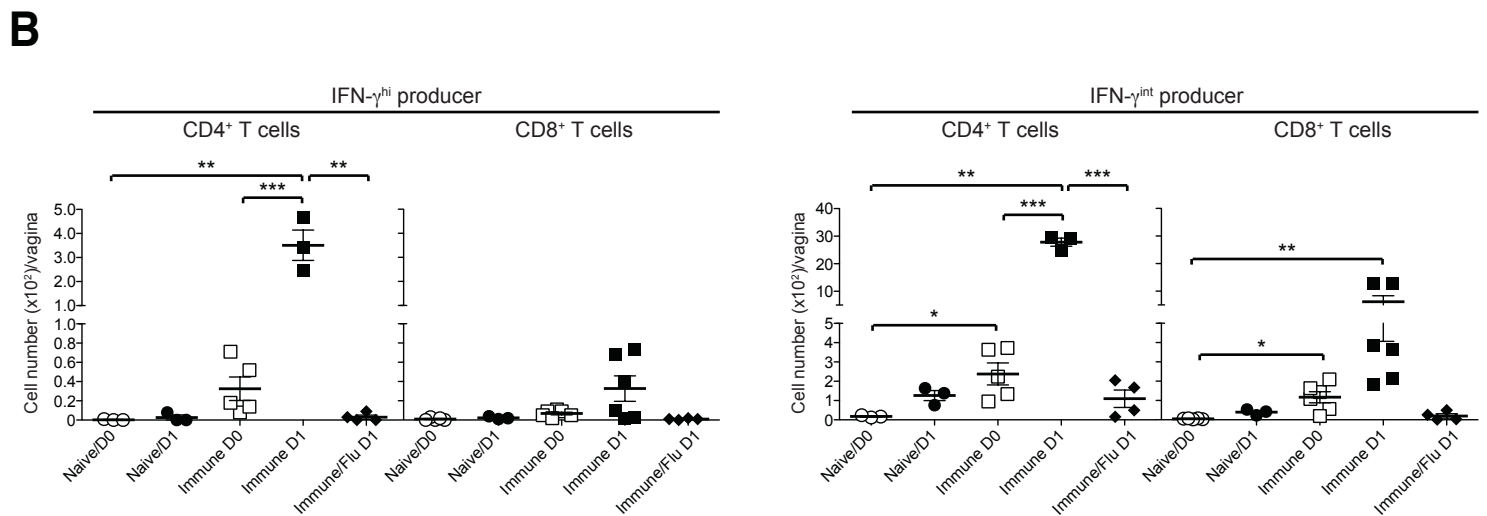 B
IFN-γʰⁱ producer
CD4⁺ T cells
CD8⁺ T cells
** **
***
Cell number (x10²)/vagina
5.0
4.0
3.0
2.0
1.0
1.0
0.8
0.6
0.4
0.2
0
Naive/D0
Naive/D1
Immune D0
Immune D1
Immune/Flu D1
Naive/D0
Naive/D1
Immune D0
Immune D1
Immune/Flu D1
IFN-γⁱⁿᵗ producer
CD4⁺ T cells
CD8⁺ T cells
** ***
***
**
*
*
Cell number (x10²)/vagina
40
30
20
10
5
4
3
2
1
0
Naive/D0
Naive/D1
Immune D0
Immune D1
Immune/Flu D1
Naive/D0
Naive/D1
Immune D0
Immune D1
Immune/Flu D1